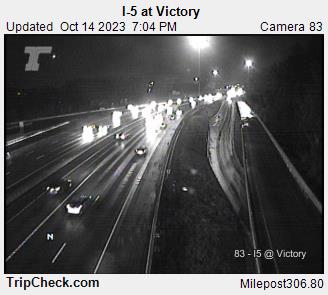 I-5 at Victory
Updated Oct 14 2023 7:04 PM Camera 83
T
N
83 - I5 @ Victory
TripCheck.com Milepost306.80